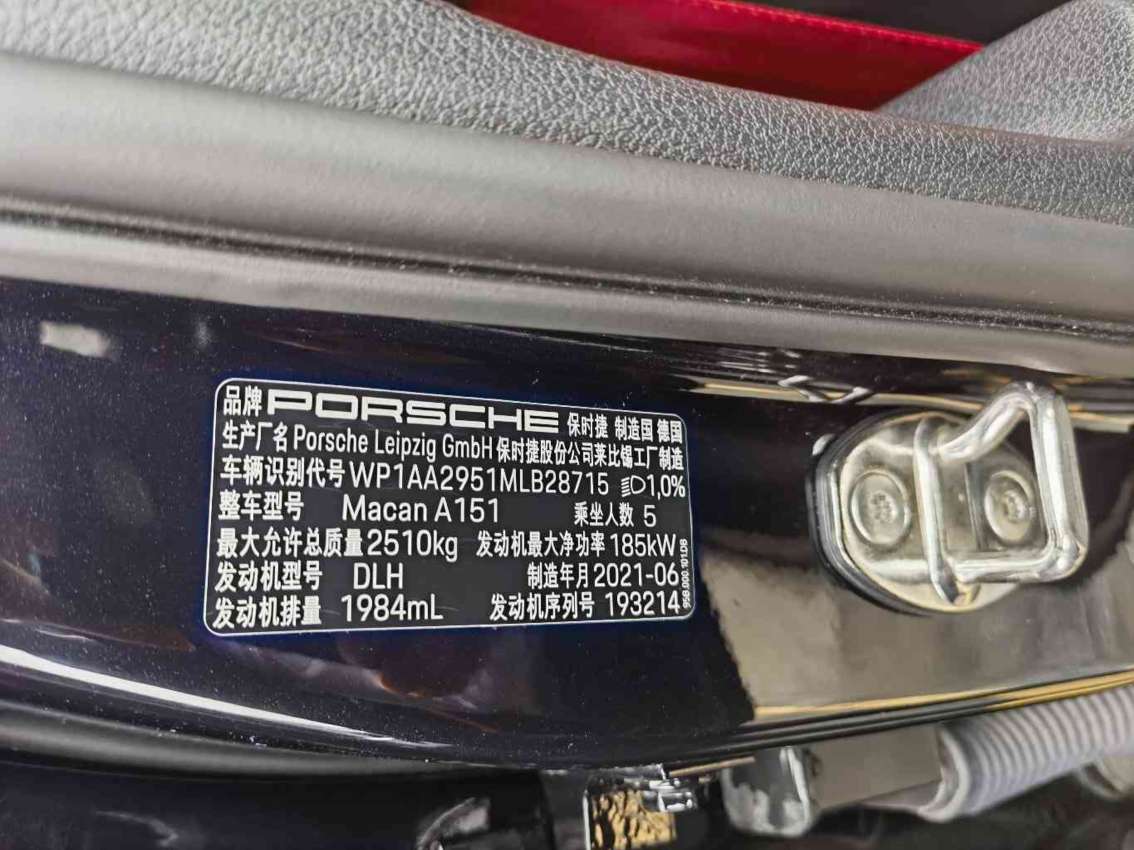 品牌 PORSCHE 保时捷 制造国 德国
生产厂名 Porsche Leipzig GmbH 保时捷股份公司莱比锡工厂制造
车辆识别代号 WP1AA2951MLB28715 1,0%
整车型号 Macan A151 乘坐人数 5
最大允许总质量 2510kg 发动机最大净功率 185kW
发动机型号 DLH 制造年月 2021-06
发动机排量 1984mL 发动机序列号 193214
95B.000.101.DB